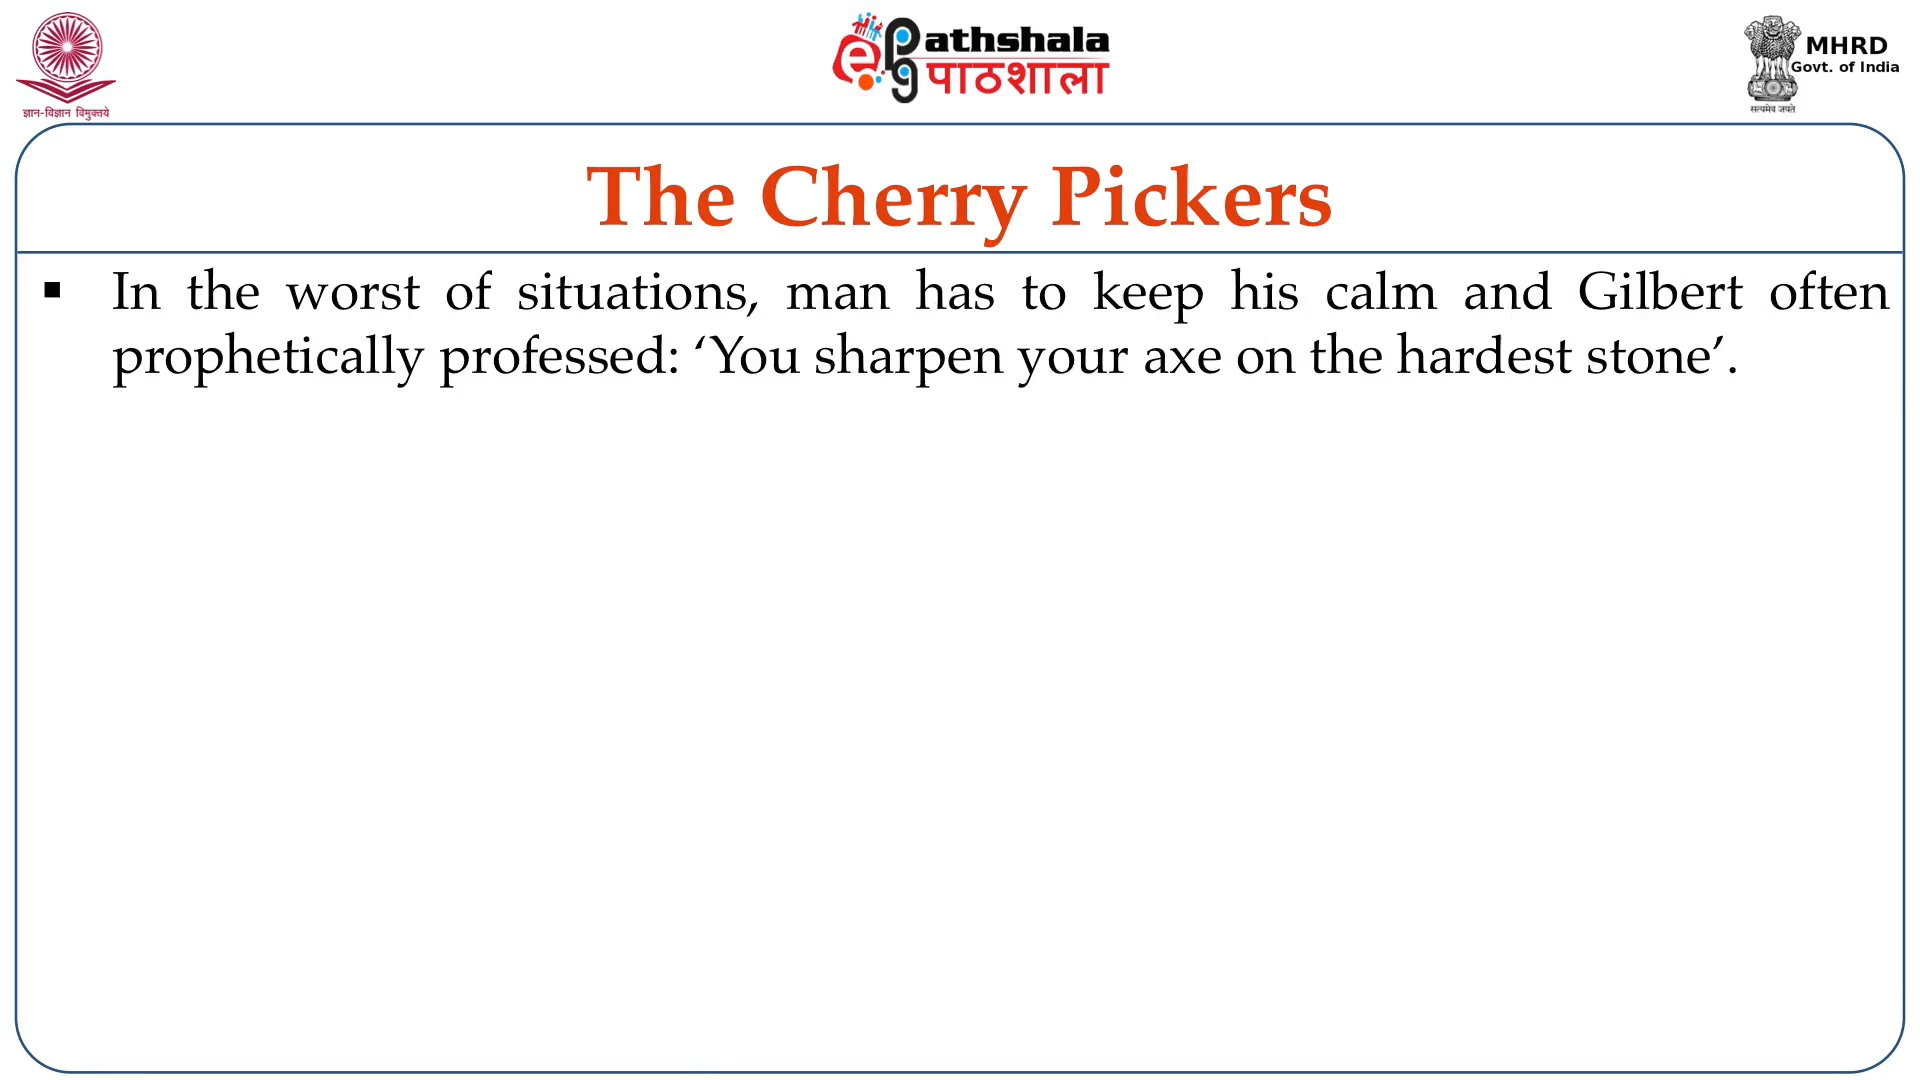 ज्ञान-विज्ञान विमुक्तये
e Pg athshala
पाठशाला
MHRD
Govt. of India
सत्यमेव जयते
The Cherry Pickers
▪ In the worst of situations, man has to keep his calm and Gilbert often
prophetically professed: ‘You sharpen your axe on the hardest stone’.